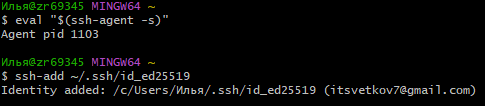 Илья@zr69345 MINGW64 ~
$ eval "$(ssh-agent -s)"
Agent pid 1103
Илья@zr69345 MINGW64 ~
$ ssh-add ~/.ssh/id_ed25519
Identity added: /c/Users/Илья/.ssh/id_ed25519 (itsvetkov7@gmail.com)